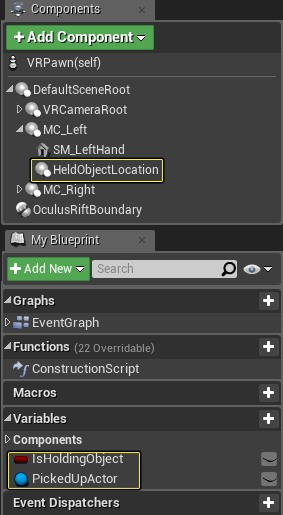 Components
+ Add Component
VRPawn(self)
DefaultSceneRoot
VRCameraRoot
MC_Left
SM_LeftHand
HeldObjectLocation
MC_Right
OculusRiftBoundary
My Blueprint
+ Add New
Search
Graphs
EventGraph
Functions (22 Overridable)
ConstructionScript
Macros
Variables
Components
IsHoldingObject
PickedUpActor
Event Dispatchers